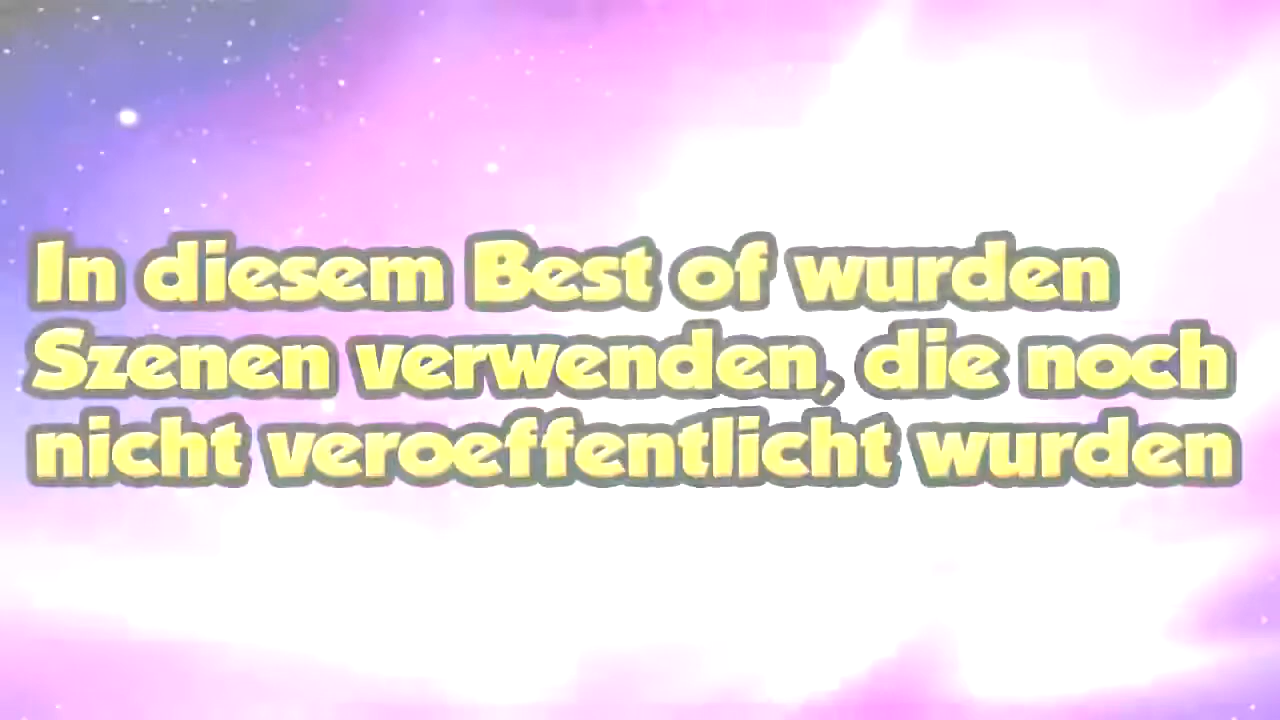 In diesem Best of wurden
Szenen verwenden, die noch
nicht veroeffentlicht wurden